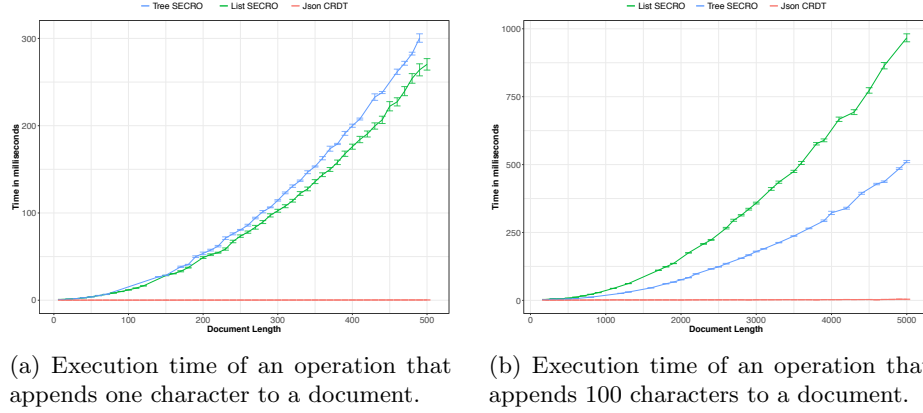 Tree SECRO List SECRO Json CRDT
300
200
100
0
Time in milliseconds
0 100 200 300 400 500
Document Length
(a) Execution time of an operation that
appends one character to a document.
List SECRO Tree SECRO Json CRDT
1000
750
500
250
0
Time in milliseconds
0 1000 2000 3000 4000 5000
Document Length
(b) Execution time of an operation that
appends 100 characters to a document.